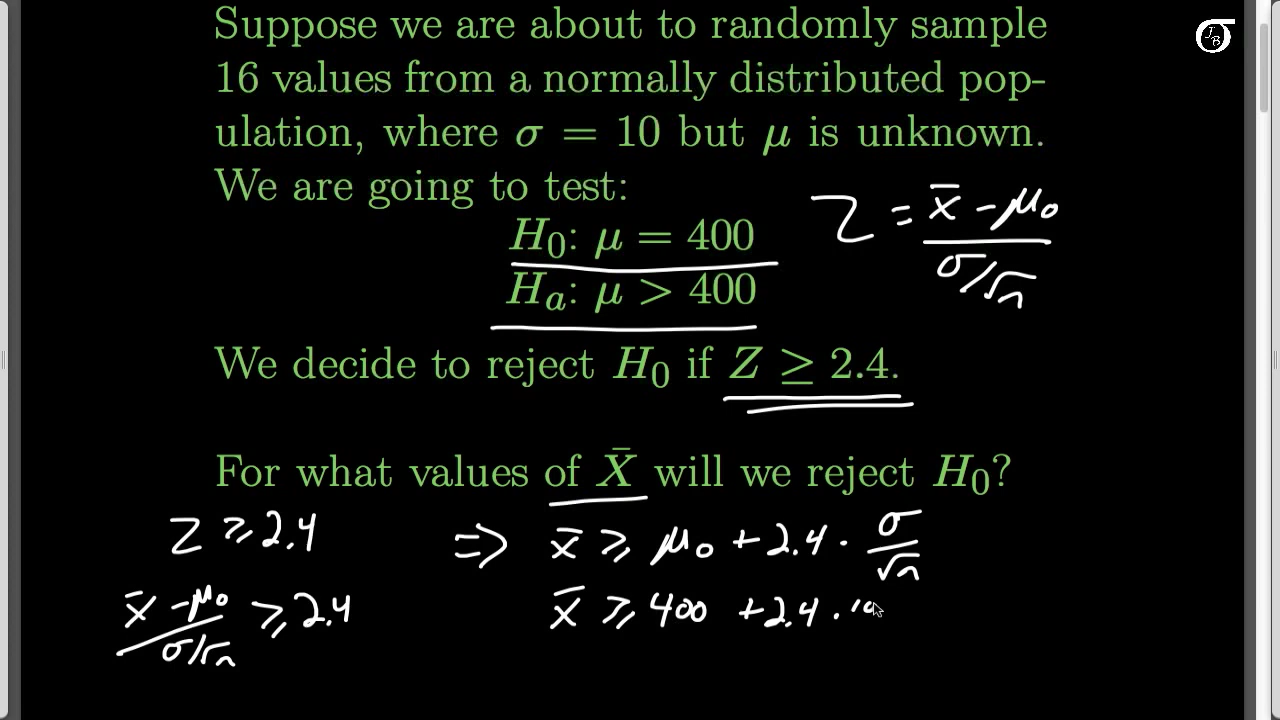 Suppose we are about to randomly sample
16 values from a normally distributed pop-
ulation, where σ = 10 but μ is unknown.
We are going to test:
H₀: μ = 400
Hₐ: μ > 400
Z = x̄ - μ₀
σ/√n
We decide to reject H₀ if Z ≥ 2.4.
For what values of X̄ will we reject H₀?
Z ≥ 2.4
x̄ - μ₀ ≥ 2.4
σ/√n
⇒ x̄ ≥ μ₀ + 2.4 · σ
√n
x̄ ≥ 400 + 2.4 · 10
σ
JB